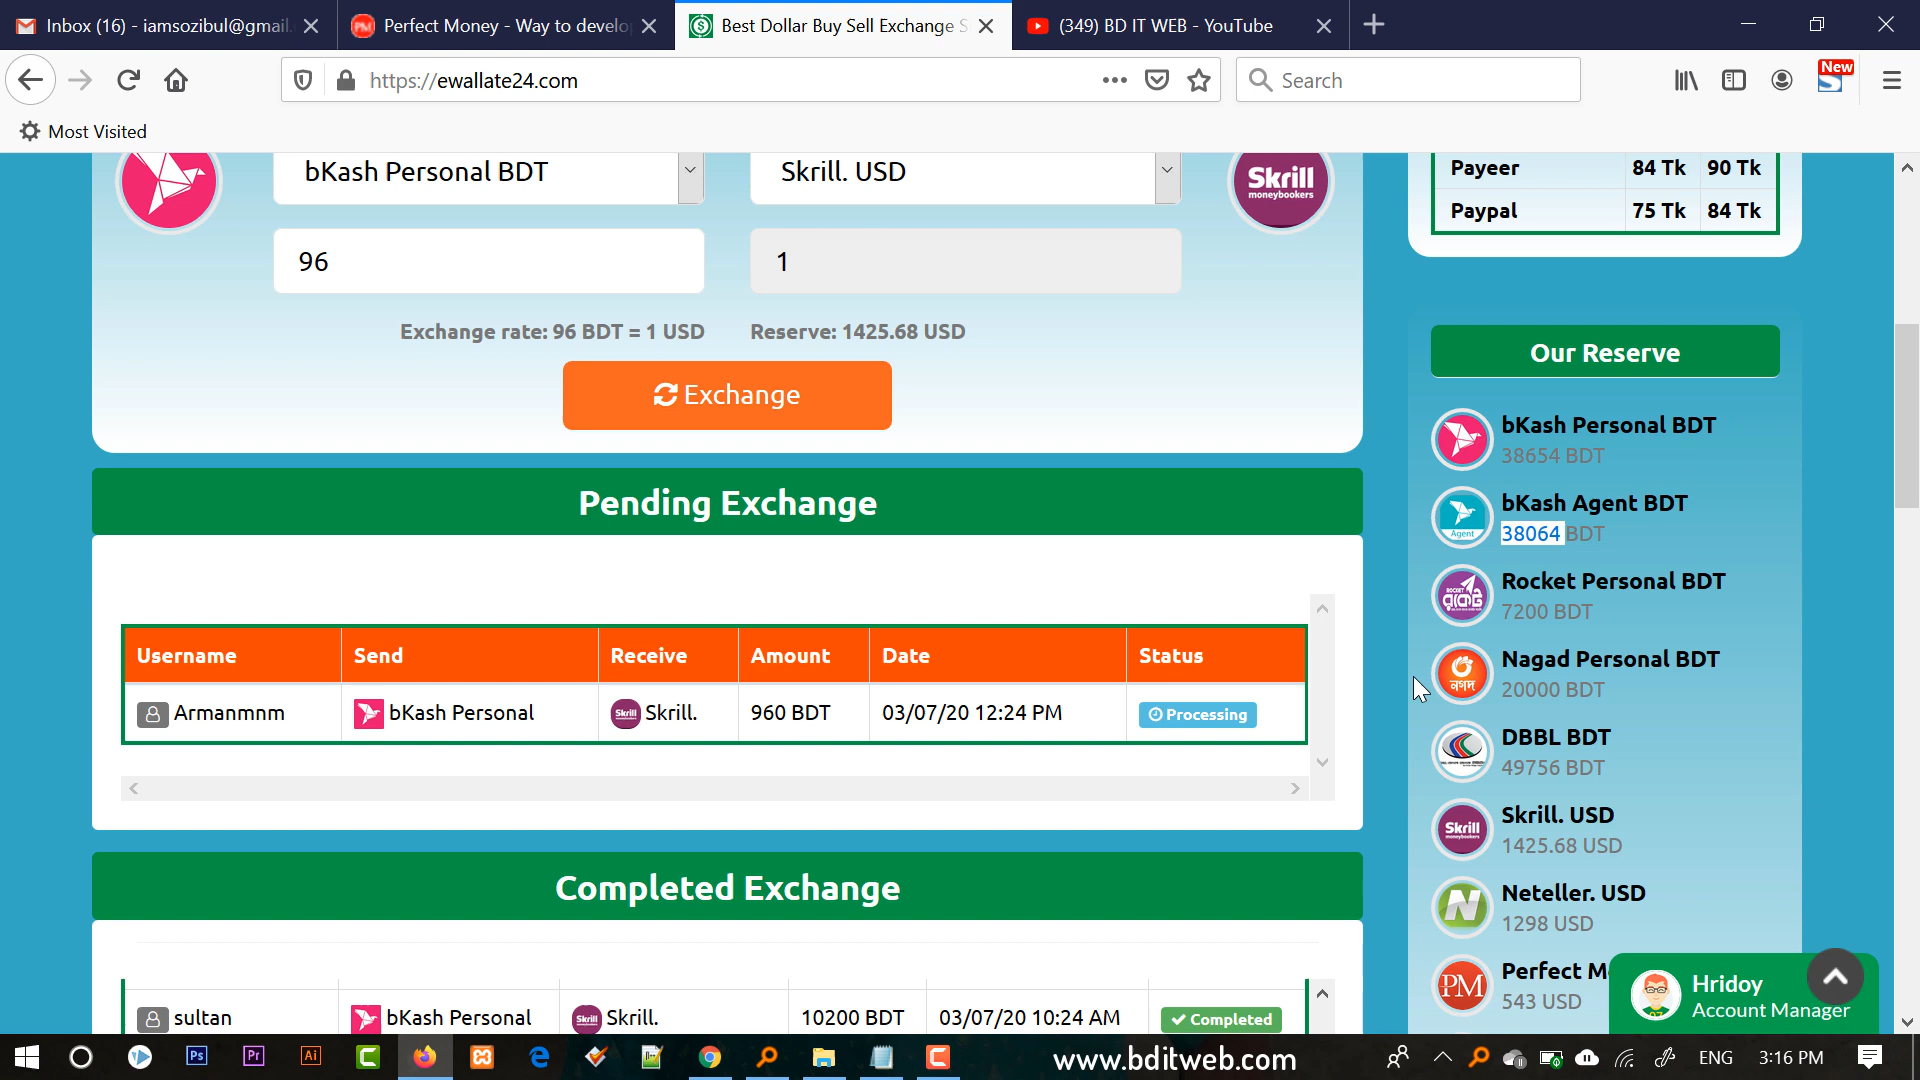 Inbox (16) - iamsozibul@gmail.
Perfect Money - Way to develo
Best Dollar Buy Sell Exchange S
(349) BD IT WEB - YouTube
https://ewallate24.com
Search
New
Most Visited
bKash Personal BDT
Skrill. USD
Skrill
moneybookers
96
1
Exchange rate: 96 BDT = 1 USD
Reserve: 1425.68 USD
Exchange
Payeer 84 Tk 90 Tk
Paypal 75 Tk 84 Tk
Pending Exchange
Username Send Receive Amount Date Status
Armanmnm bKash Personal Skrill. 960 BDT 03/07/20 12:24 PM Processing
Completed Exchange
sultan bKash Personal Skrill. 10200 BDT 03/07/20 10:24 AM Completed
Our Reserve
bKash Personal BDT
38654 BDT
bKash Agent BDT
38064 BDT
Agent
Rocket Personal BDT
7200 BDT
Nagad Personal BDT
20000 BDT
নগদ
DBBL BDT
49756 BDT
Skrill. USD
1425.68 USD
Skrill
Neteller. USD
1298 USD
N
Perfect M
543 USD
PM
Hridoy
Account Manager
Ps
Pr
Ai
www.bditweb.com
ENG
3:16 PM